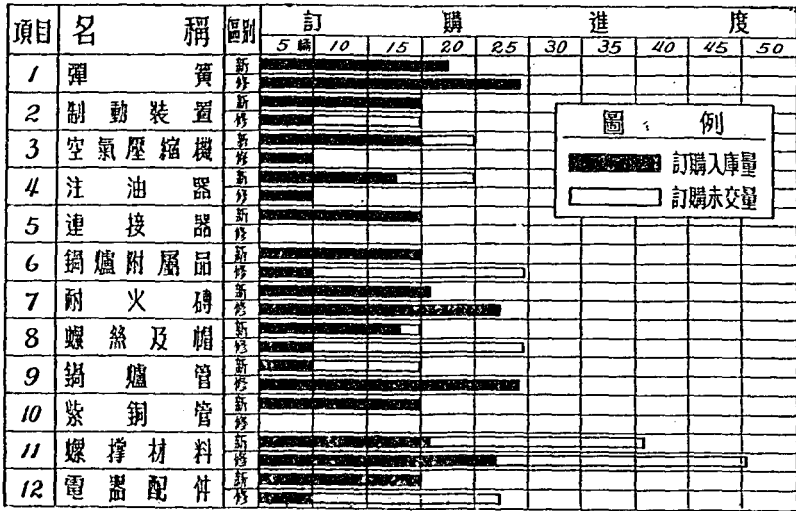 項目 名稱 區別 訂購進度
5輛 10 15 20 25 30 35 40 45 50
1 彈簧 新 修
2 制動裝置 新 修
3 空氣壓縮機 新 修
4 注油器 新 修
5 連接器 新 修
6 鍋爐附屬品 新 修
7 耐火磚 新 修
8 螺絲及帽 新 修
9 鍋爐管 新 修
10 紫銅管 新 修
11 螺撐材料 新 修
12 電器配件 新 修
圖例
訂購入庫量
訂購未交量